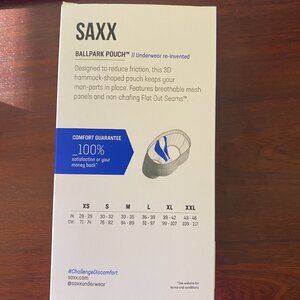 SAXX
BALLPARK POUCH™ // Underwear re-invented
Designed to reduce friction, this 3D
hammock-shaped pouch keeps your
man-parts in place. Features breathable mesh
panels and non-chafing Flat Out Seams™.
COMFORT GUARANTEE
100%
satisfaction or your
money back*
XS S M L XL XXL
IN 28 - 29 30 - 32 33 - 35 36 - 38 39 - 42 43 - 46
CM 71 - 74 76 - 82 84 - 89 91 - 97 99 - 107 109 - 117
#ChallengeDiscomfort
saxx.com
@saxxunderwear
*See website for
terms and conditions